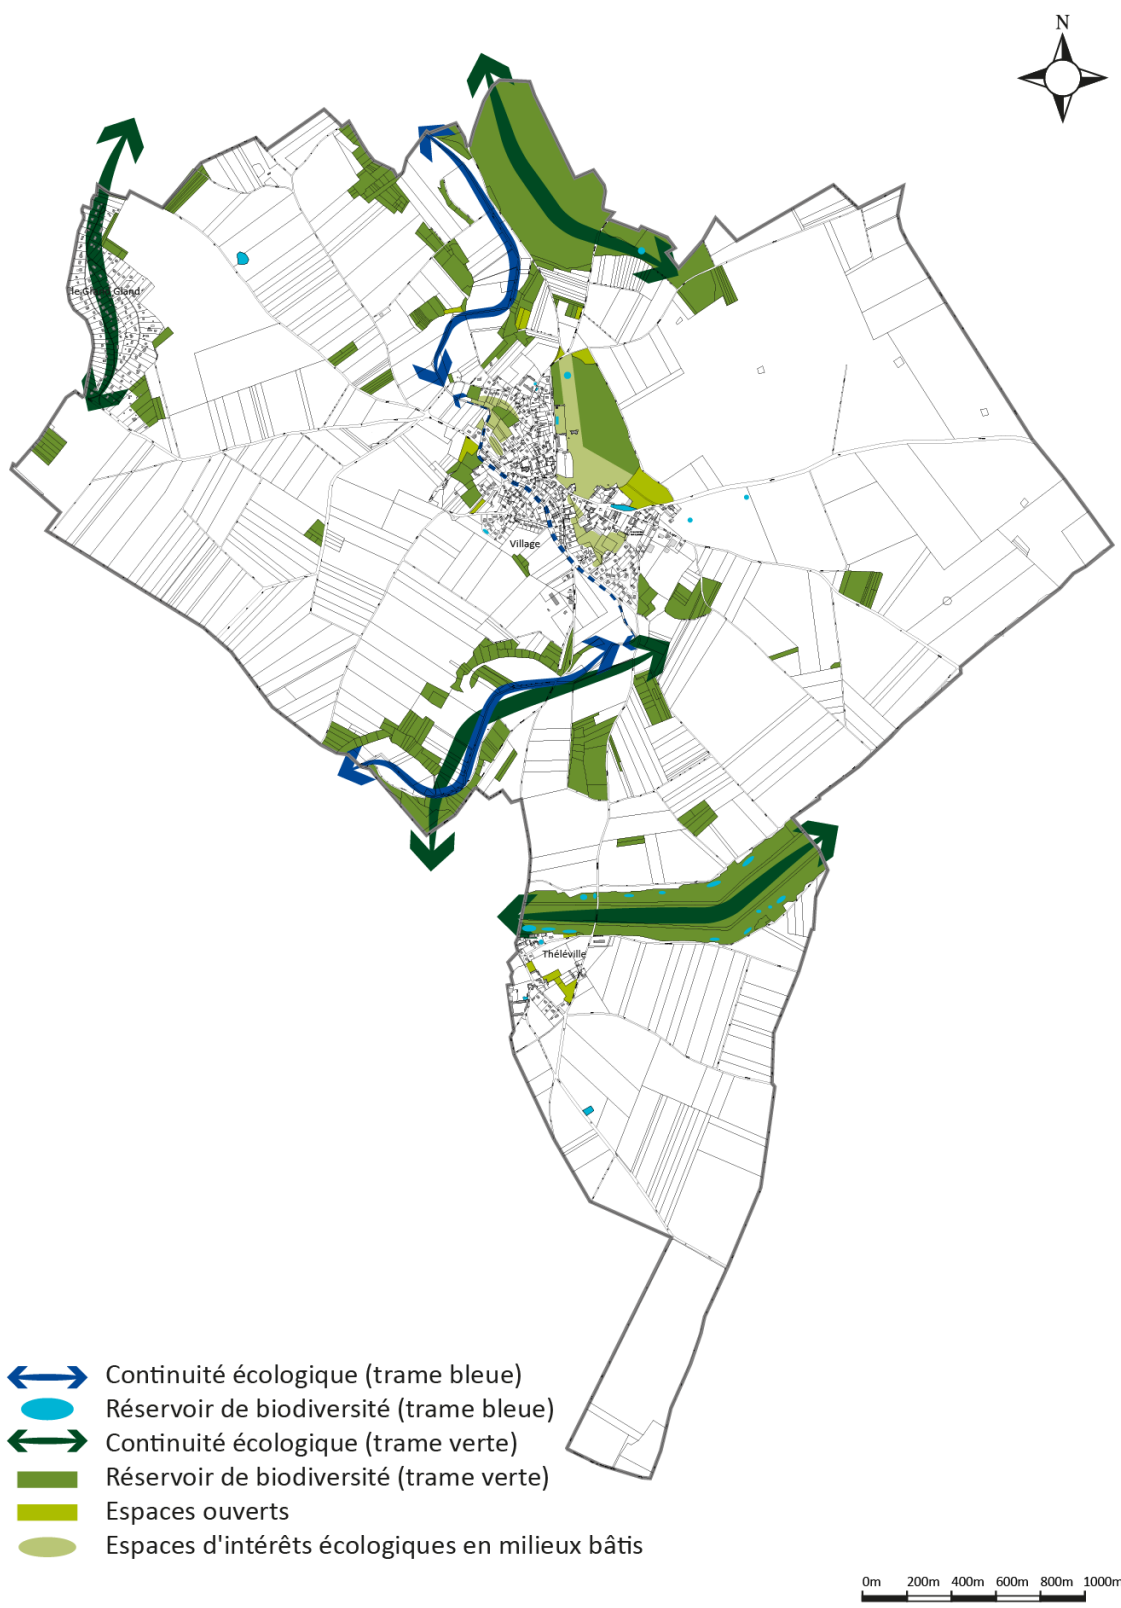 N
le Grand Gland
Village
Théléville
Continuité écologique (trame bleue)
Réservoir de biodiversité (trame bleue)
Continuité écologique (trame verte)
Réservoir de biodiversité (trame verte)
Espaces ouverts
Espaces d'intérêts écologiques en milieux bâtis
0m 200m 400m 600m 800m 1000m